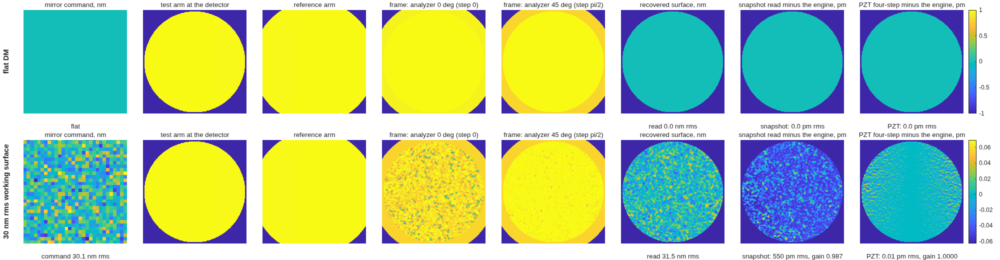 mirror command, nm
test arm at the detector
reference arm
frame: analyzer 0 deg (step 0)
frame: analyzer 45 deg (step pi/2)
recovered surface, nm
snapshot read minus the engine, pm
PZT four-step minus the engine, pm
flat DM
1
0.5
0
-0.5
-1
flat
read 0.0 nm rms
snapshot: 0.0 pm rms
PZT: 0.0 pm rms
mirror command, nm
test arm at the detector
reference arm
frame: analyzer 0 deg (step 0)
frame: analyzer 45 deg (step pi/2)
recovered surface, nm
snapshot read minus the engine, pm
PZT four-step minus the engine, pm
30 nm rms working surface
0.06
0.04
0.02
0
-0.02
-0.04
-0.06
command 30.1 nm rms
read 31.5 nm rms
snapshot: 550 pm rms, gain 0.987
PZT: 0.01 pm rms, gain 1.0000